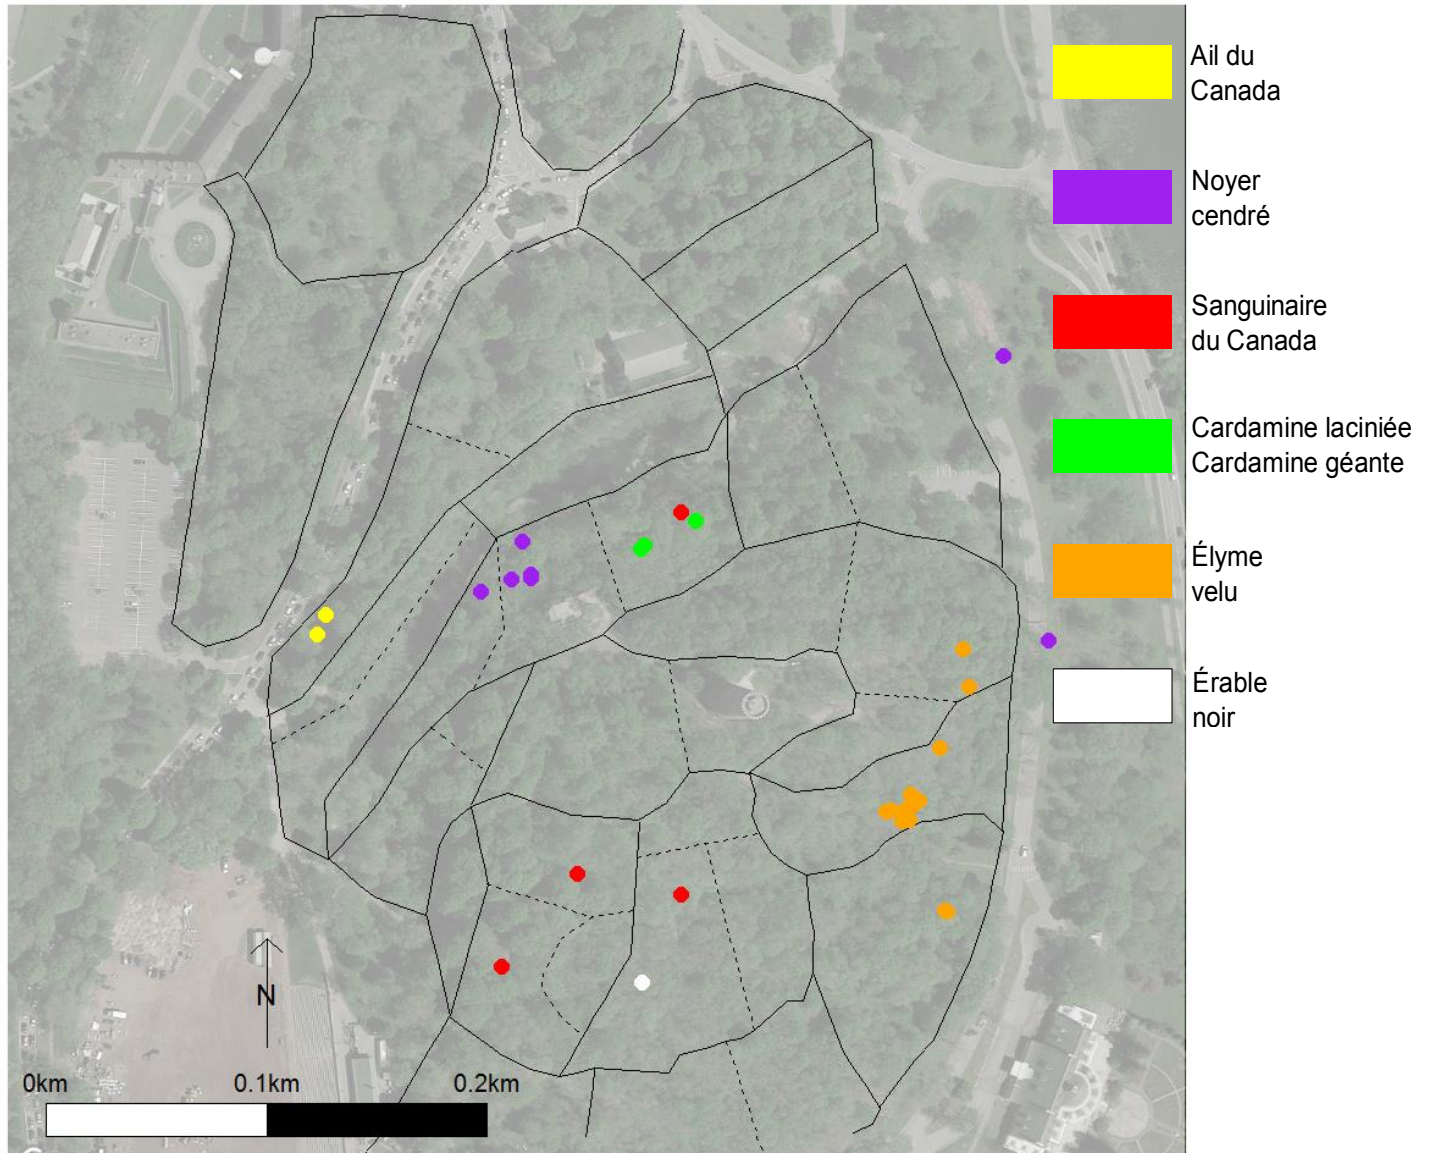 Ail du
Canada
Noyer
cendré
Sanguinaire
du Canada
Cardamine laciniée
Cardamine géante
Élyme
velu
Érable
noir
N
0km
0.1km
0.2km